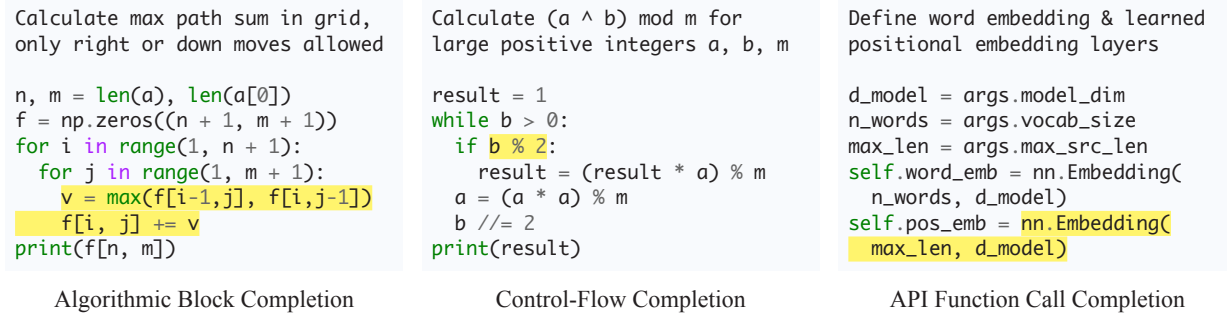 Calculate max path sum in grid,
only right or down moves allowed
n, m = len(a), len(a[0])
f = np.zeros((n + 1, m + 1))
for i in range(1, n + 1):
  for j in range(1, m + 1):
    v = max(f[i-1,j], f[i,j-1])
    f[i, j] += v
print(f[n, m])
Algorithmic Block Completion
Calculate (a ^ b) mod m for
large positive integers a, b, m
result = 1
while b > 0:
  if b % 2:
    result = (result * a) % m
  a = (a * a) % m
  b //= 2
print(result)
Control-Flow Completion
Define word embedding & learned
positional embedding layers
d_model = args.model_dim
n_words = args.vocab_size
max_len = args.max_src_len
self.word_emb = nn.Embedding(
  n_words, d_model)
self.pos_emb = nn.Embedding(
  max_len, d_model)
API Function Call Completion